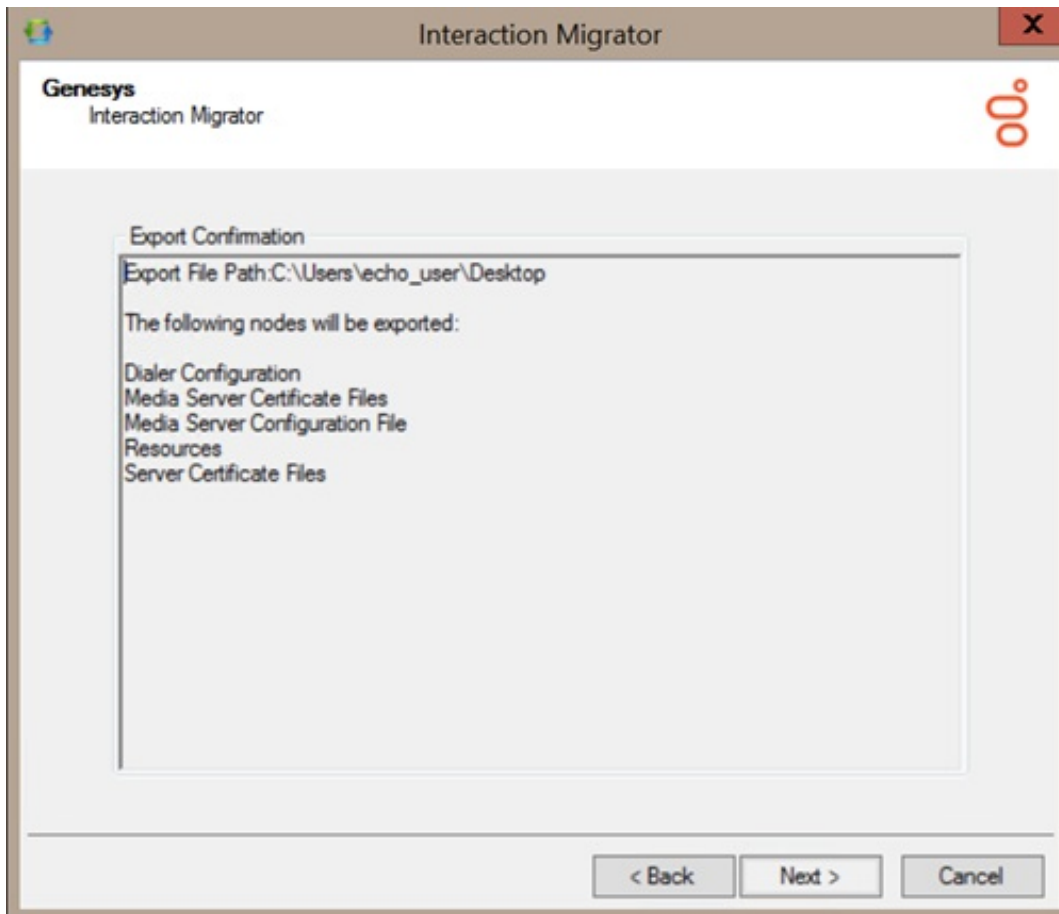 Interaction Migrator
X
Genesys
Interaction Migrator
Export Confirmation
Export File Path:C:\Users\echo_user\Desktop
The following nodes will be exported:
Dialer Configuration
Media Server Certificate Files
Media Server Configuration File
Resources
Server Certificate Files
< Back
Next >
Cancel